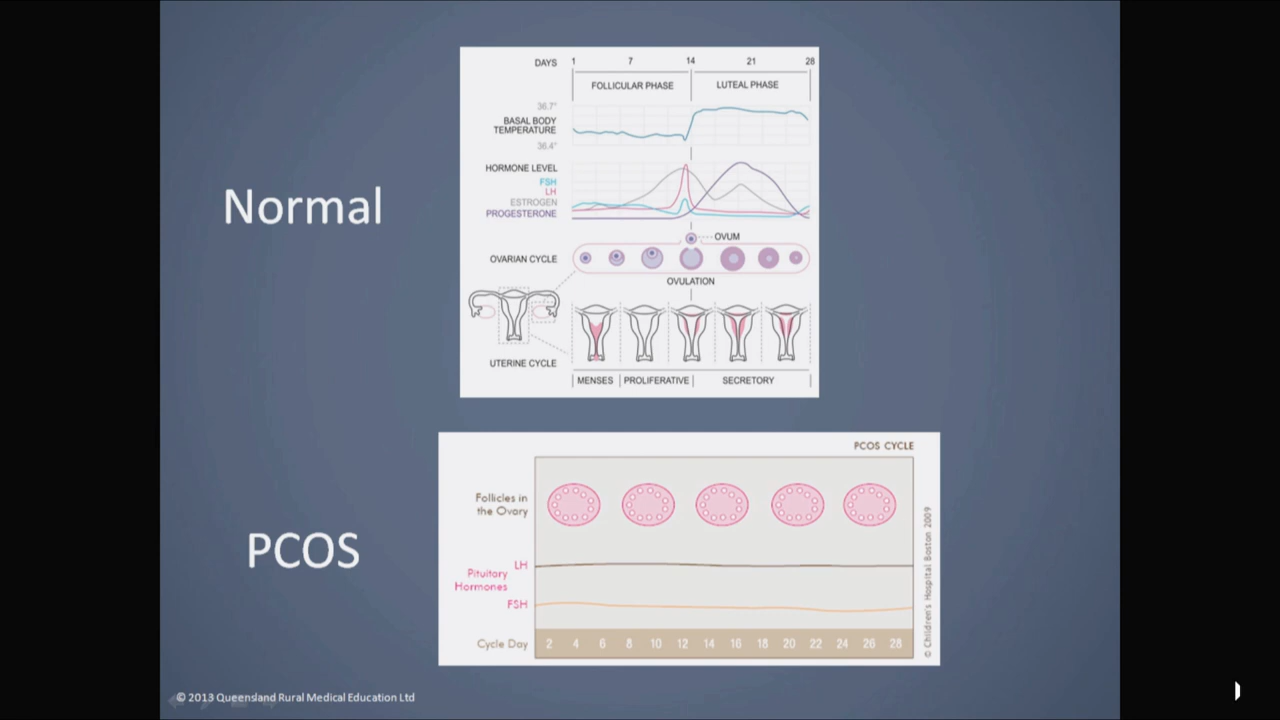 Normal
DAYS 1 7 14 21 28
FOLLICULAR PHASE LUTEAL PHASE
36.7°
BASAL BODY
TEMPERATURE
36.4°
HORMONE LEVEL
FSH
LH
ESTROGEN
PROGESTERONE
OVUM
OVARIAN CYCLE
OVULATION
UTERINE CYCLE
MENSES PROLIFERATIVE SECRETORY
PCOS
PCOS CYCLE
Follicles in
the Ovary
LH
Pituitary
Hormones
FSH
Cycle Day 2 4 6 8 10 12 14 16 18 20 22 24 26 28
© Children's Hospital Boston 2009
© 2013 Queensland Rural Medical Education Ltd